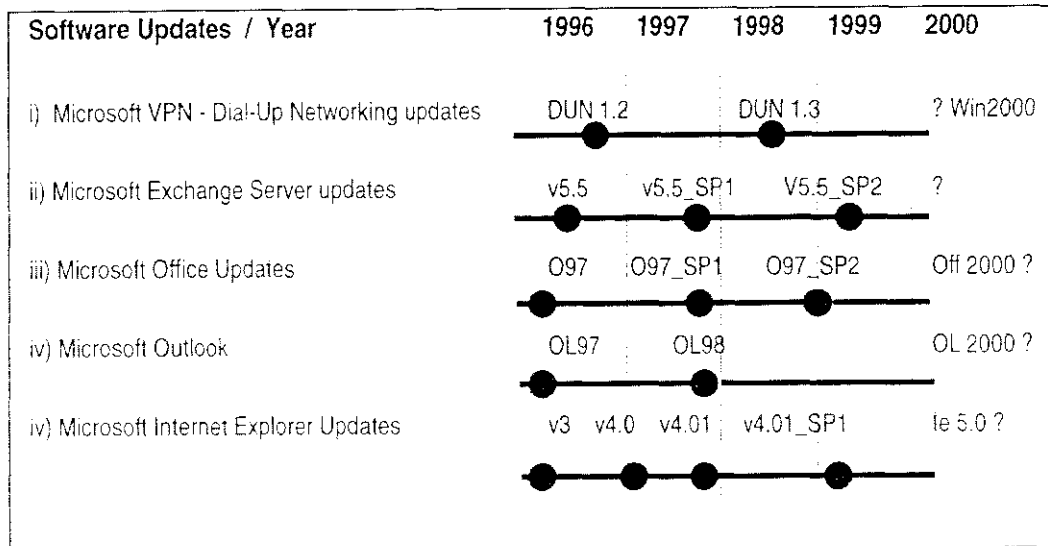 Software Updates / Year 1996 1997 1998 1999 2000
i) Microsoft VPN - Dial-Up Networking updates DUN 1.2 DUN 1.3 ? Win2000
ii) Microsoft Exchange Server updates v5.5 v5.5_SP1 V5.5_SP2 ?
iii) Microsoft Office Updates O97 O97_SP1 O97_SP2 Off 2000 ?
iv) Microsoft Outlook OL97 OL98 OL 2000 ?
iv) Microsoft Internet Explorer Updates v3 v4.0 v4.01 v4.01_SP1 Ie 5.0 ?